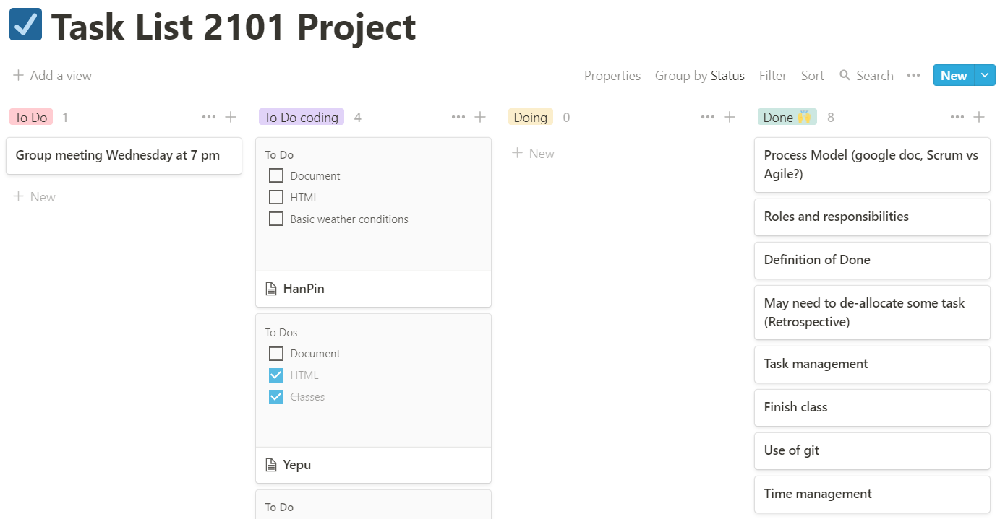 Task List 2101 Project
Add a view
Properties Group by Status Filter Sort Search New
To Do 1
Group meeting Wednesday at 7 pm
New
To Do coding 4
To Do
Document
HTML
Basic weather conditions
HanPin
To Dos
Document
HTML
Classes
Yepu
To Do
Doing 0
New
Done 🙌 8
Process Model (google doc, Scrum vs
Agile?)
Roles and responsibilities
Definition of Done
May need to de-allocate some task
(Retrospective)
Task management
Finish class
Use of git
Time management